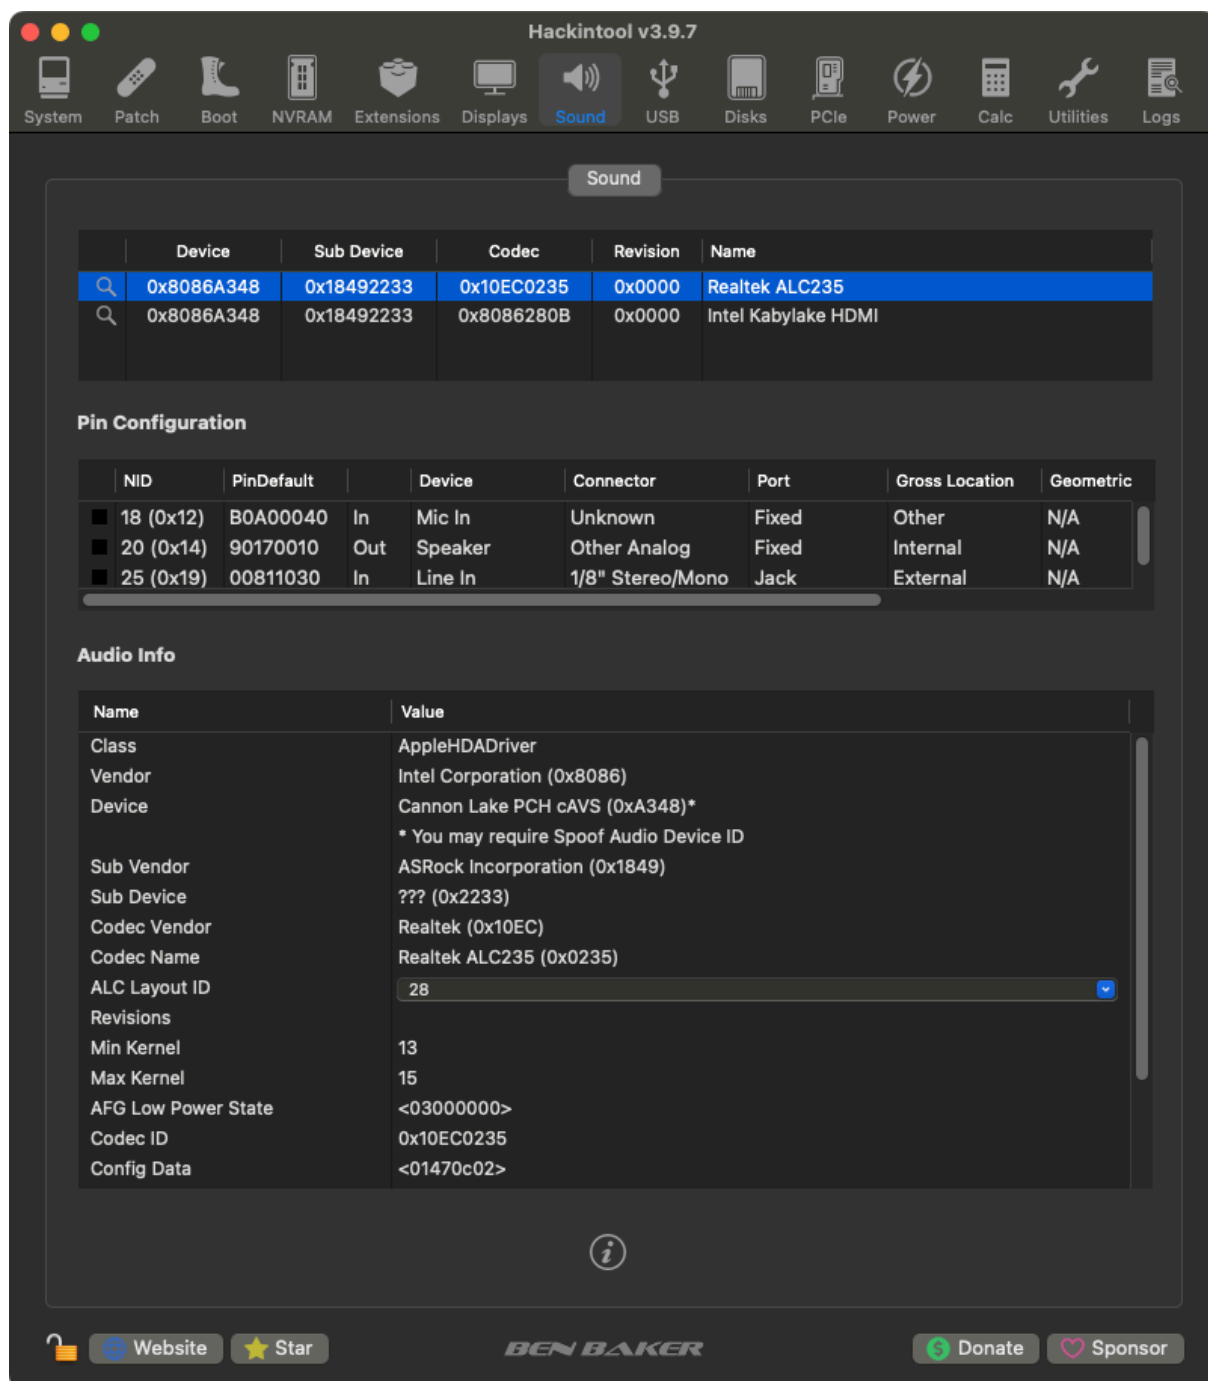 Hackintool v3.9.7
System Patch Boot NVRAM Extensions Displays Sound USB Disks PCIe Power Calc Utilities Logs
Sound
Device Sub Device Codec Revision Name
0x8086A348 0x18492233 0x10EC0235 0x0000 Realtek ALC235
0x8086A348 0x18492233 0x8086280B 0x0000 Intel Kabylake HDMI
Pin Configuration
NID PinDefault Device Connector Port Gross Location Geometric
18 (0x12) B0A00040 In Mic In Unknown Fixed Other N/A
20 (0x14) 90170010 Out Speaker Other Analog Fixed Internal N/A
25 (0x19) 00811030 In Line In 1/8" Stereo/Mono Jack External N/A
Audio Info
Name Value
Class AppleHDADriver
Vendor Intel Corporation (0x8086)
Device Cannon Lake PCH cAVS (0xA348)*
* You may require Spoof Audio Device ID
Sub Vendor ASRock Incorporation (0x1849)
Sub Device ??? (0x2233)
Codec Vendor Realtek (0x10EC)
Codec Name Realtek ALC235 (0x0235)
ALC Layout ID 28
Revisions
Min Kernel 13
Max Kernel 15
AFG Low Power State <03000000>
Codec ID 0x10EC0235
Config Data <01470c02>
Website Star BEN BAKER Donate Sponsor